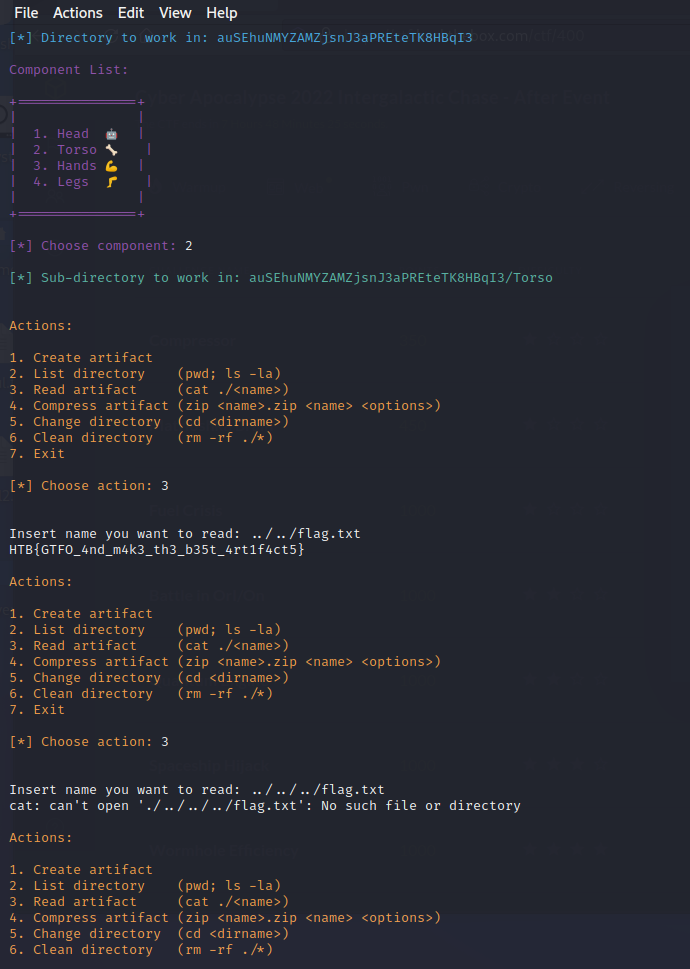 File Actions Edit View Help
[*] Directory to work in: auSEhuNMYZAMZjsnJ3aPREteTK8HBqI3
Component List:
+===============+
|               |
|  1. Head  🤖  |
|  2. Torso 🦴   |
|  3. Hands 💪  |
|  4. Legs  🦵   |
|               |
+===============+
[*] Choose component: 2
[*] Sub-directory to work in: auSEhuNMYZAMZjsnJ3aPREteTK8HBqI3/Torso
Actions:
1. Create artifact
2. List directory    (pwd; ls -la)
3. Read artifact     (cat ./<name>)
4. Compress artifact (zip <name>.zip <name> <options>)
5. Change directory  (cd <dirname>)
6. Clean directory   (rm -rf ./*)
7. Exit
[*] Choose action: 3
Insert name you want to read: ../../flag.txt
HTB{GTFO_4nd_m4k3_th3_b35t_4rt1f4ct5}
Actions:
1. Create artifact
2. List directory    (pwd; ls -la)
3. Read artifact     (cat ./<name>)
4. Compress artifact (zip <name>.zip <name> <options>)
5. Change directory  (cd <dirname>)
6. Clean directory   (rm -rf ./*)
7. Exit
[*] Choose action: 3
Insert name you want to read: ../../../flag.txt
cat: can't open './../../../flag.txt': No such file or directory
Actions:
1. Create artifact
2. List directory    (pwd; ls -la)
3. Read artifact     (cat ./<name>)
4. Compress artifact (zip <name>.zip <name> <options>)
5. Change directory  (cd <dirname>)
6. Clean directory   (rm -rf ./*)